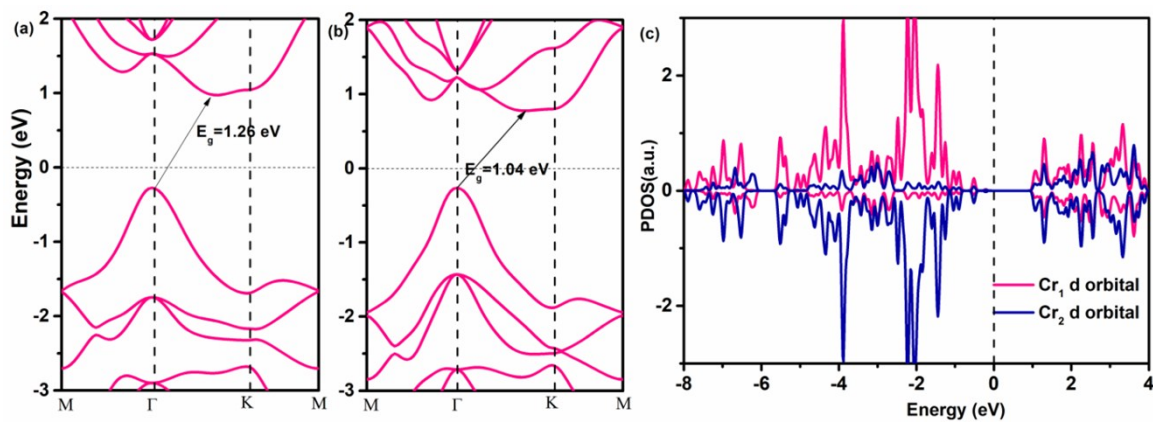 (a)
Energy (eV)
2
1
0
-1
-2
-3
E_g=1.26 eV
M
Γ
K
M
(b)
2
1
0
-1
-2
-3
E_g=1.04 eV
M
Γ
K
M
(c)
PDOS(a.u.)
2
0
-2
Cr1 d orbital
Cr2 d orbital
-8
-6
-4
-2
0
2
4
Energy (eV)